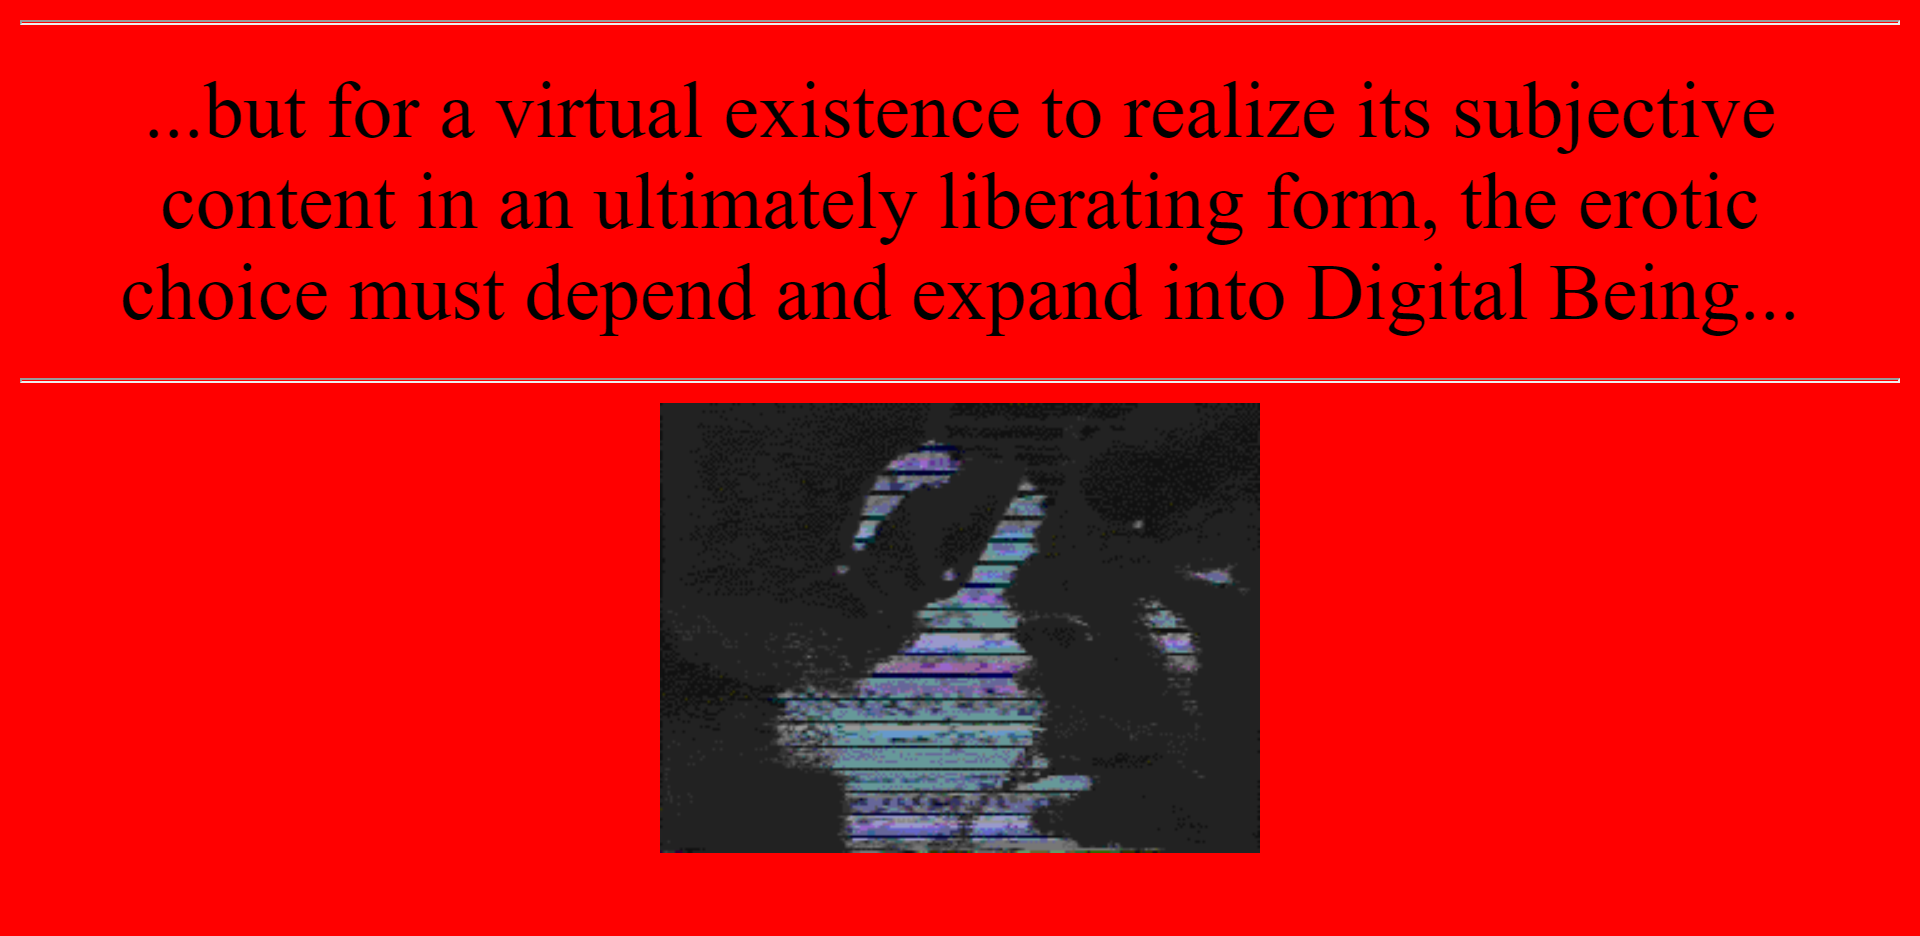 ...but for a virtual existence to realize its subjective
content in an ultimately liberating form, the erotic
choice must depend and expand into Digital Being...